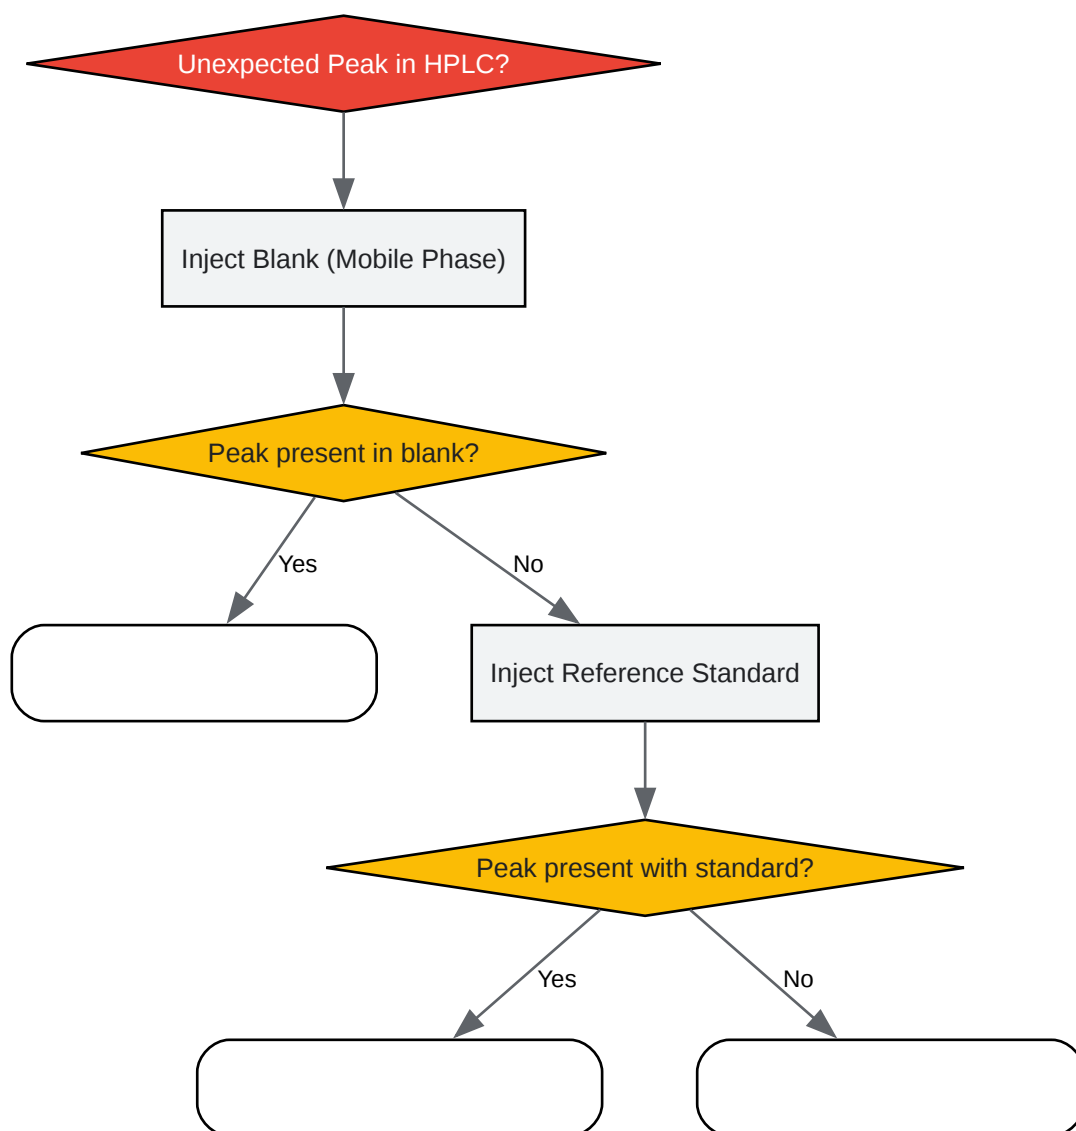 Unexpected Peak in HPLC?
Inject Blank (Mobile Phase)
Peak present in blank?
Yes
No
Inject Reference Standard
Peak present with standard?
Yes
No